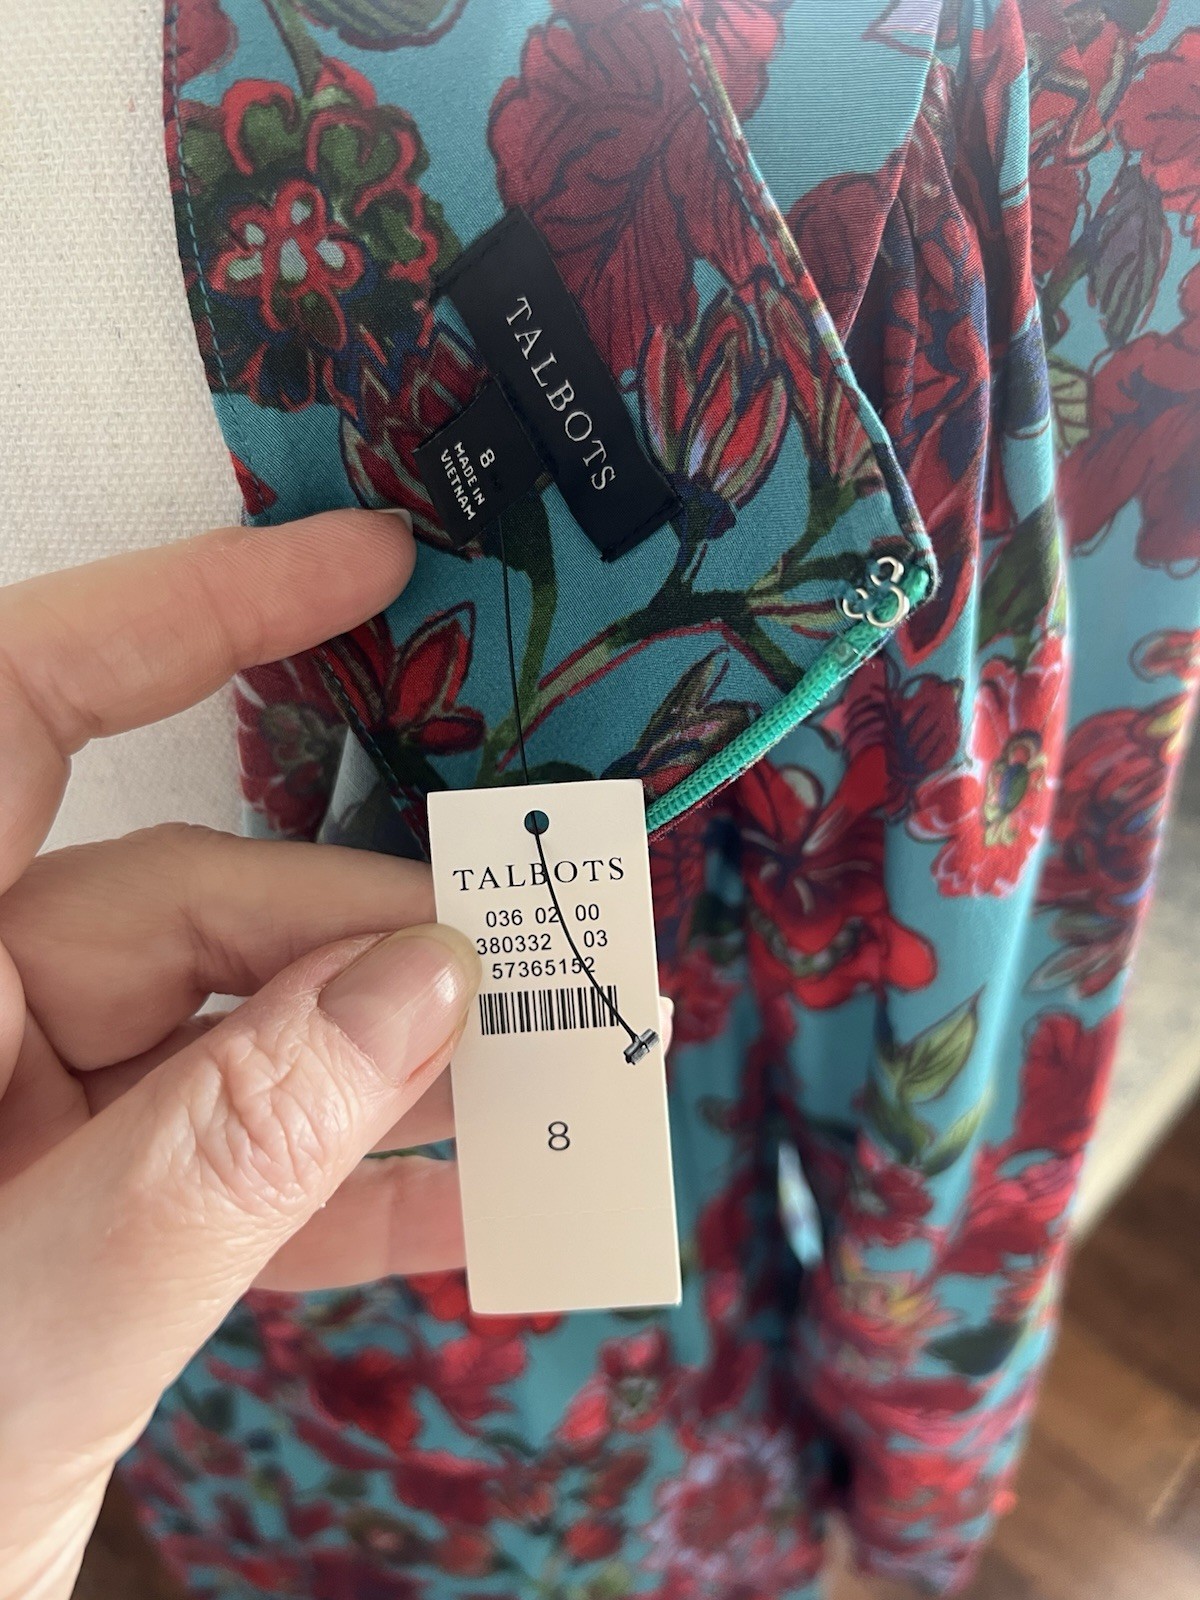 TALBOTS
8
MADE IN
VIETNAM
TALBOTS
036 02 00
380332 03
57365152
8